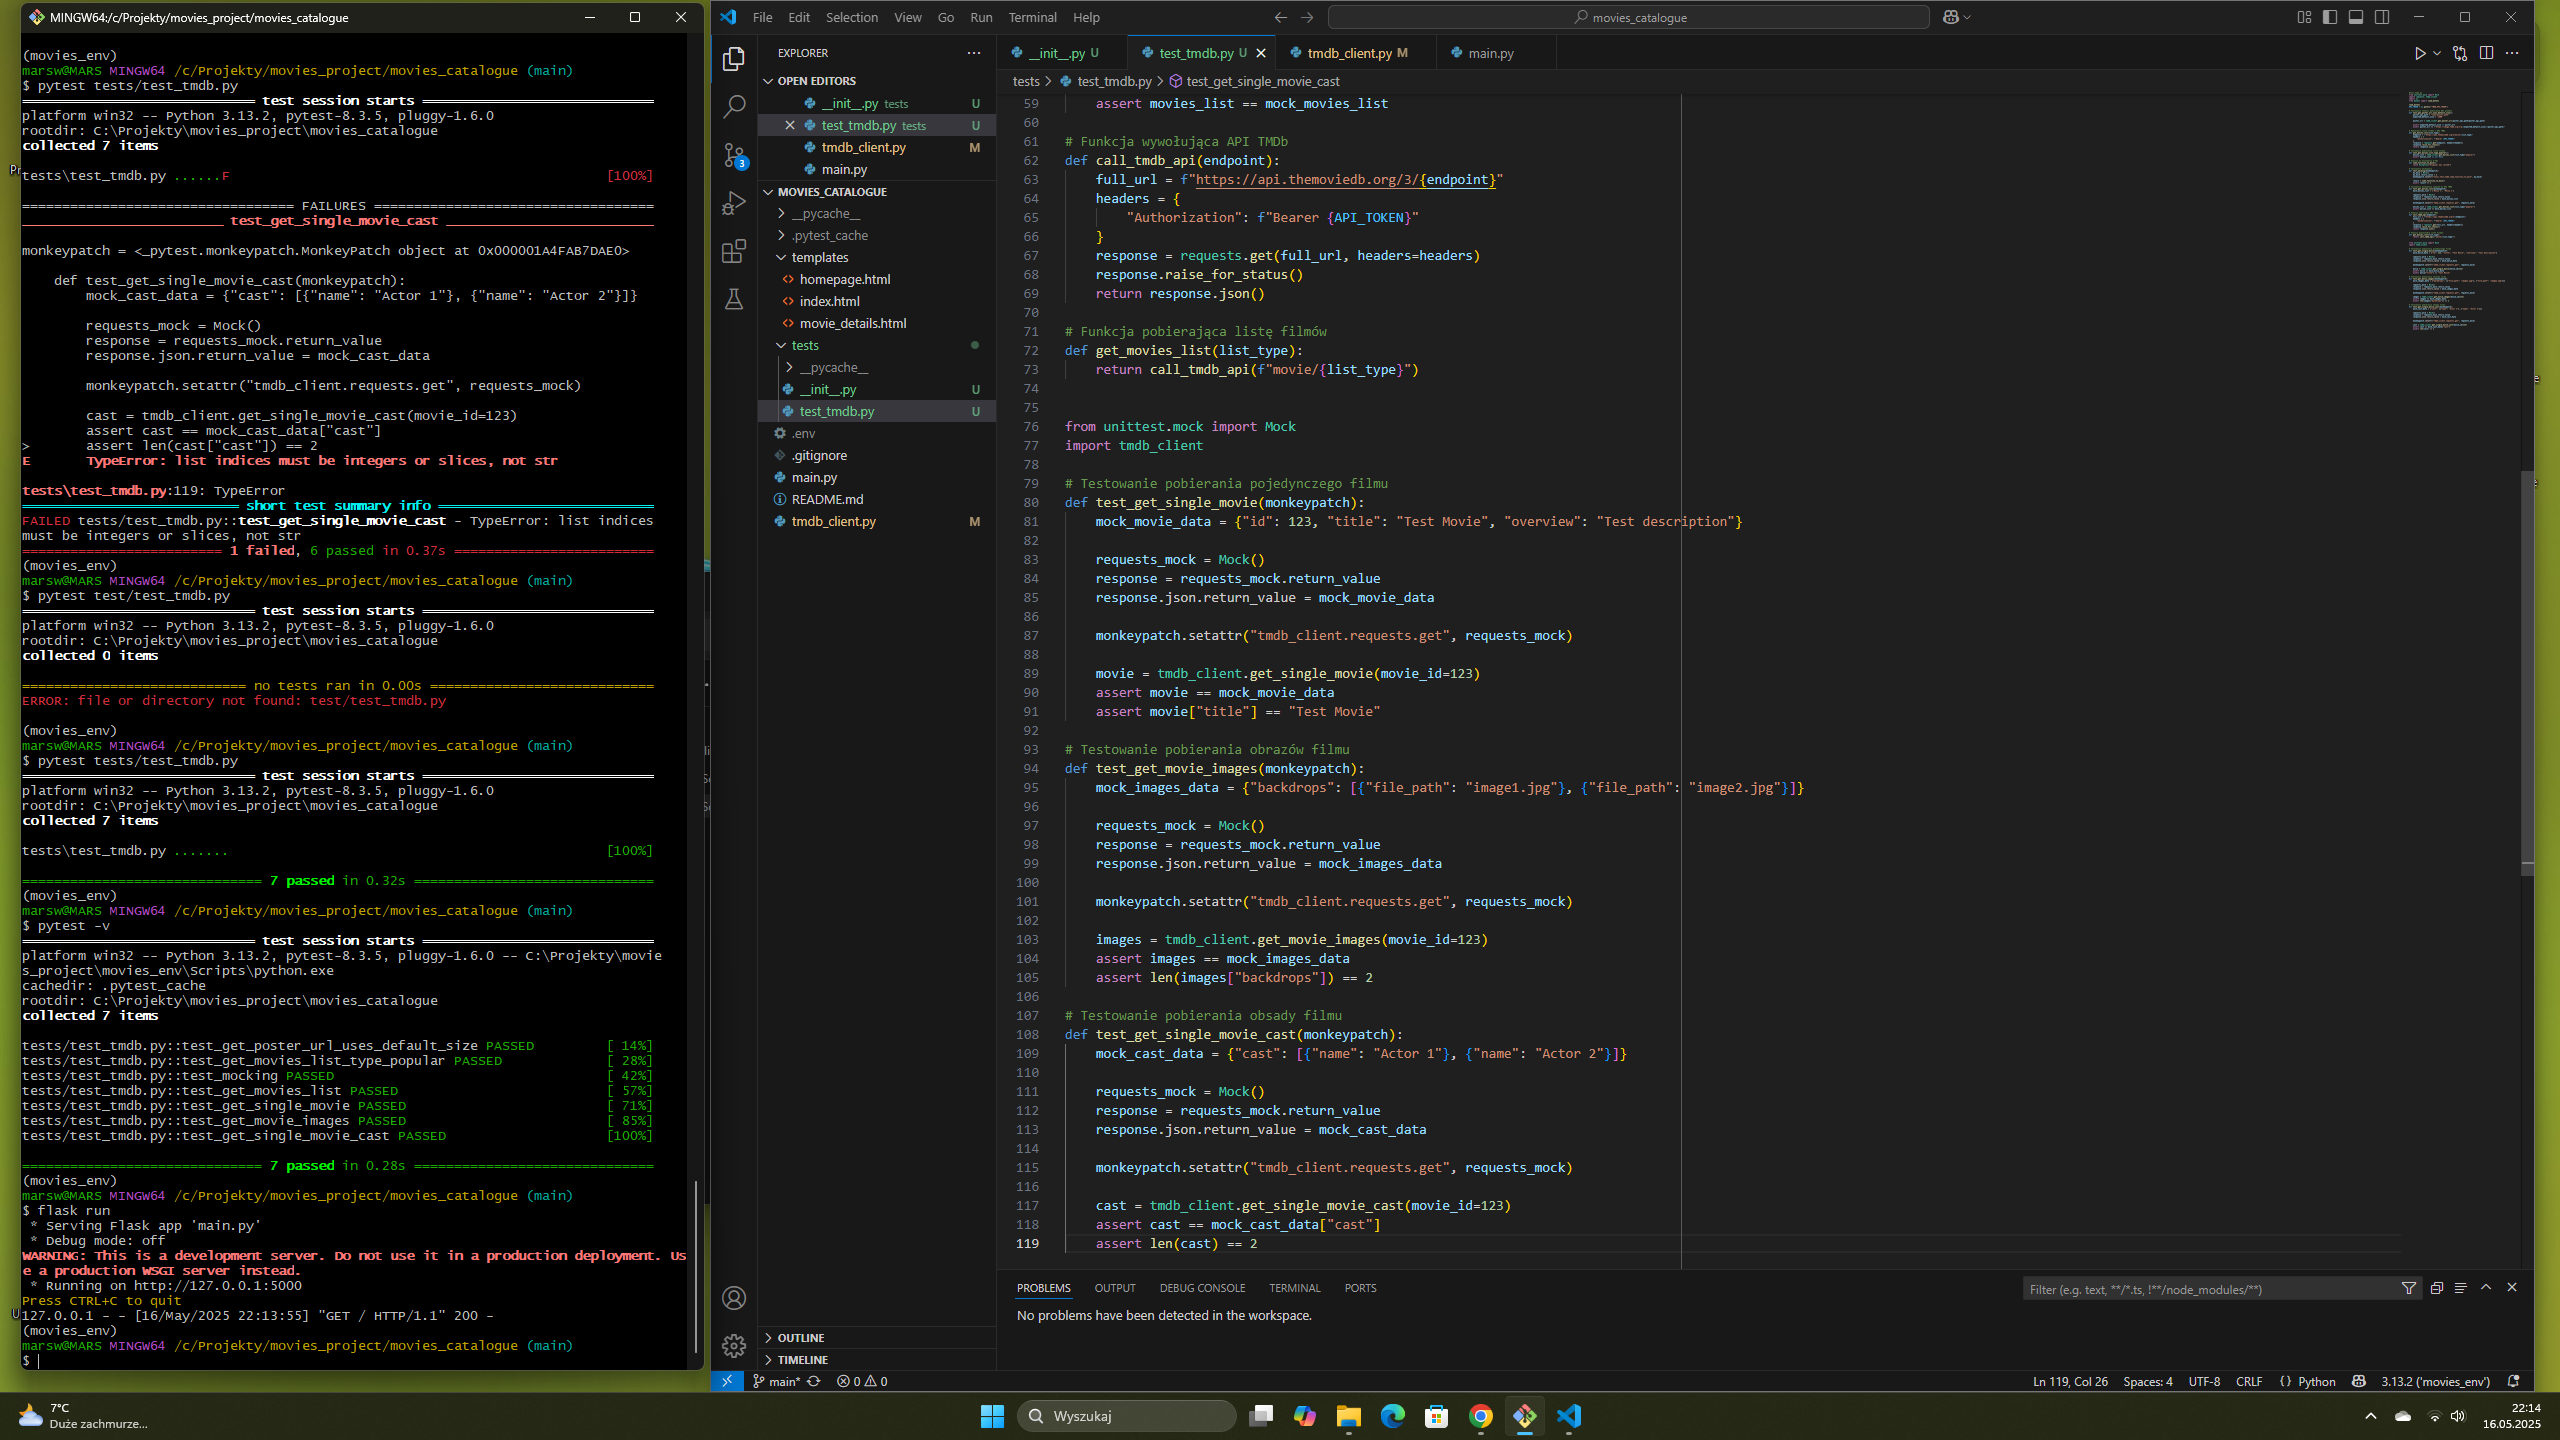 MINGW64:/c/Projekty/movies_project/movies_catalogue
(movies_env)
marsw@MARS MINGW64 /c/Projekty/movies_project/movies_catalogue (main)
$ pytest tests/test_tmdb.py
============================= test session starts =============================
platform win32 -- Python 3.13.2, pytest-8.3.5, pluggy-1.6.0
rootdir: C:\Projekty\movies_project\movies_catalogue
collected 7 items
tests\test_tmdb.py ......F [100%]
================================== FAILURES ===================================
_________________________ test_get_single_movie_cast __________________________
monkeypatch = <_pytest.monkeypatch.MonkeyPatch object at 0x000001A4FAB7DAE0>
def test_get_single_movie_cast(monkeypatch):
mock_cast_data = {"cast": [{"name": "Actor 1"}, {"name": "Actor 2"}]}
requests_mock = Mock()
response = requests_mock.return_value
response.json.return_value = mock_cast_data
monkeypatch.setattr("tmdb_client.requests.get", requests_mock)
cast = tmdb_client.get_single_movie_cast(movie_id=123)
assert cast == mock_cast_data["cast"]
> assert len(cast["cast"]) == 2
E TypeError: list indices must be integers or slices, not str
tests\test_tmdb.py:119: TypeError
=========================== short test summary info ===========================
FAILED tests/test_tmdb.py::test_get_single_movie_cast - TypeError: list indices
must be integers or slices, not str
========================= 1 failed, 6 passed in 0.37s =========================
(movies_env)
marsw@MARS MINGW64 /c/Projekty/movies_project/movies_catalogue (main)
$ pytest test/test_tmdb.py
============================= test session starts =============================
platform win32 -- Python 3.13.2, pytest-8.3.5, pluggy-1.6.0
rootdir: C:\Projekty\movies_project\movies_catalogue
collected 0 items
============================ no tests ran in 0.00s ============================
ERROR: file or directory not found: test/test_tmdb.py
(movies_env)
marsw@MARS MINGW64 /c/Projekty/movies_project/movies_catalogue (main)
$ pytest tests/test_tmdb.py
============================= test session starts =============================
platform win32 -- Python 3.13.2, pytest-8.3.5, pluggy-1.6.0
rootdir: C:\Projekty\movies_project\movies_catalogue
collected 7 items
tests\test_tmdb.py ....... [100%]
============================== 7 passed in 0.32s ==============================
(movies_env)
marsw@MARS MINGW64 /c/Projekty/movies_project/movies_catalogue (main)
$ pytest -v
============================= test session starts =============================
platform win32 -- Python 3.13.2, pytest-8.3.5, pluggy-1.6.0 -- C:\Projekty\movie
s_project\movies_env\Scripts\python.exe
cachedir: .pytest_cache
rootdir: C:\Projekty\movies_project\movies_catalogue
collected 7 items
tests/test_tmdb.py::test_get_poster_url_uses_default_size PASSED [ 14%]
tests/test_tmdb.py::test_get_movies_list_type_popular PASSED [ 28%]
tests/test_tmdb.py::test_mocking PASSED [ 42%]
tests/test_tmdb.py::test_get_movies_list PASSED [ 57%]
tests/test_tmdb.py::test_get_single_movie PASSED [ 71%]
tests/test_tmdb.py::test_get_movie_images PASSED [ 85%]
tests/test_tmdb.py::test_get_single_movie_cast PASSED [100%]
============================== 7 passed in 0.28s ==============================
(movies_env)
marsw@MARS MINGW64 /c/Projekty/movies_project/movies_catalogue (main)
$ flask run
* Serving Flask app 'main.py'
* Debug mode: off
WARNING: This is a development server. Do not use it in a production deployment. Us
e a production WSGI server instead.
* Running on http://127.0.0.1:5000
Press CTRL+C to quit
127.0.0.1 - - [16/May/2025 22:13:55] "GET / HTTP/1.1" 200 -
(movies_env)
marsw@MARS MINGW64 /c/Projekty/movies_project/movies_catalogue (main)
$
File Edit Selection View Go Run Terminal Help
movies_catalogue
EXPLORER
OPEN EDITORS
__init__.py tests U
test_tmdb.py tests U
tmdb_client.py M
main.py
MOVIES_CATALOGUE
__pycache__
.pytest_cache
templates
homepage.html
index.html
movie_details.html
tests
__pycache__
__init__.py U
test_tmdb.py U
.env
.gitignore
main.py
README.md
tmdb_client.py M
OUTLINE
TIMELINE
3
__init__.py U test_tmdb.py U tmdb_client.py M main.py
tests > test_tmdb.py > test_get_single_movie_cast
59 assert movies_list == mock_movies_list
60
61 # Funkcja wywołująca API TMDb
62 def call_tmdb_api(endpoint):
63 full_url = f"https://api.themoviedb.org/3/{endpoint}"
64 headers = {
65 "Authorization": f"Bearer {API_TOKEN}"
66 }
67 response = requests.get(full_url, headers=headers)
68 response.raise_for_status()
69 return response.json()
70
71 # Funkcja pobierająca listę filmów
72 def get_movies_list(list_type):
73 return call_tmdb_api(f"movie/{list_type}")
74
75
76 from unittest.mock import Mock
77 import tmdb_client
78
79 # Testowanie pobierania pojedynczego filmu
80 def test_get_single_movie(monkeypatch):
81 mock_movie_data = {"id": 123, "title": "Test Movie", "overview": "Test description"}
82
83 requests_mock = Mock()
84 response = requests_mock.return_value
85 response.json.return_value = mock_movie_data
86
87 monkeypatch.setattr("tmdb_client.requests.get", requests_mock)
88
89 movie = tmdb_client.get_single_movie(movie_id=123)
90 assert movie == mock_movie_data
91 assert movie["title"] == "Test Movie"
92
93 # Testowanie pobierania obrazów filmu
94 def test_get_movie_images(monkeypatch):
95 mock_images_data = {"backdrops": [{"file_path": "image1.jpg"}, {"file_path": "image2.jpg"}]}
96
97 requests_mock = Mock()
98 response = requests_mock.return_value
99 response.json.return_value = mock_images_data
100
101 monkeypatch.setattr("tmdb_client.requests.get", requests_mock)
102
103 images = tmdb_client.get_movie_images(movie_id=123)
104 assert images == mock_images_data
105 assert len(images["backdrops"]) == 2
106
107 # Testowanie pobierania obsady filmu
108 def test_get_single_movie_cast(monkeypatch):
109 mock_cast_data = {"cast": [{"name": "Actor 1"}, {"name": "Actor 2"}]}
110
111 requests_mock = Mock()
112 response = requests_mock.return_value
113 response.json.return_value = mock_cast_data
114
115 monkeypatch.setattr("tmdb_client.requests.get", requests_mock)
116
117 cast = tmdb_client.get_single_movie_cast(movie_id=123)
118 assert cast == mock_cast_data["cast"]
119 assert len(cast) == 2
PROBLEMS OUTPUT DEBUG CONSOLE TERMINAL PORTS
Filter (e.g. text, **/*.ts, !**/node_modules/**)
No problems have been detected in the workspace.
main* 0 0
Ln 119, Col 26 Spaces: 4 UTF-8 CRLF {} Python 3.13.2 ('movies_env')
7°C
Duże zachmurze...
Wyszukaj
22:14
16.05.2025